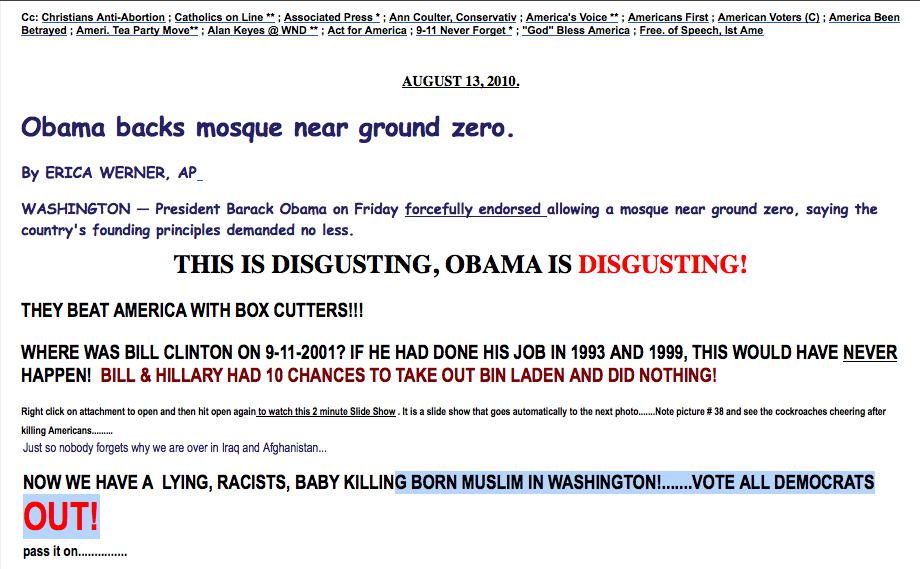 Cc: Christians Anti-Abortion ; Catholics on Line ** ; Associated Press * ; Ann Coulter, Conservativ ; America's Voice ** ; Americans First ; American Voters (C) ; America Been
Betrayed ; Ameri. Tea Party Move** ; Alan Keyes @ WND ** ; Act for America ; 9-11 Never Forget * ; "God" Bless America ; Free. of Speech, Ist Ame
AUGUST 13, 2010.
Obama backs mosque near ground zero.
By ERICA WERNER, AP_
WASHINGTON — President Barack Obama on Friday forcefully endorsed allowing a mosque near ground zero, saying the
country's founding principles demanded no less.
THIS IS DISGUSTING, OBAMA IS DISGUSTING!
THEY BEAT AMERICA WITH BOX CUTTERS!!!
WHERE WAS BILL CLINTON ON 9-11-2001? IF HE HAD DONE HIS JOB IN 1993 AND 1999, THIS WOULD HAVE NEVER
HAPPEN! BILL & HILLARY HAD 10 CHANCES TO TAKE OUT BIN LADEN AND DID NOTHING!
Right click on attachment to open and then hit open again to watch this 2 minute Slide Show . It is a slide show that goes automatically to the next photo.......Note picture # 38 and see the cockroaches cheering after
killing Americans.........
Just so nobody forgets why we are over in Iraq and Afghanistan...
NOW WE HAVE A LYING, RACISTS, BABY KILLING BORN MUSLIM IN WASHINGTON!.......VOTE ALL DEMOCRATS
OUT!
pass it on...............